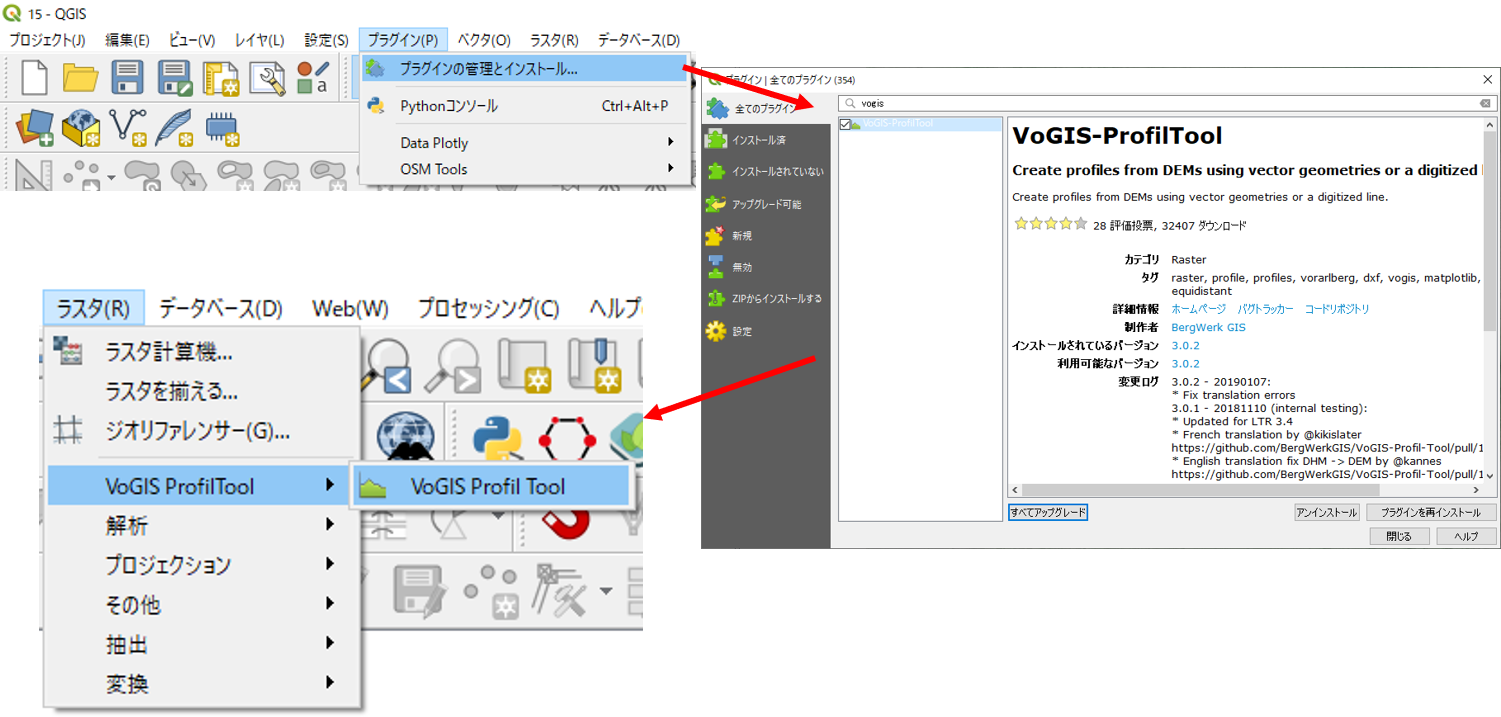 15 - QGIS
プロジェクト(J) 編集(E) ビュー(V) レイヤ(L) 設定(S) プラグイン(P) ベクタ(O) ラスタ(R) データベース(D)
プラグインの管理とインストール...
Pythonコンソール Ctrl+Alt+P
Data Plotly
OSM Tools
a
プラグイン | 全てのプラグイン (354)
全てのプラグイン
インストール済
インストールされていない
アップグレード可能
新規
無効
ZIPからインストールする
設定
vogis
VoGIS-ProfilTool
VoGIS-ProfilTool
Create profiles from DEMs using vector geometries or a digitized
Create profiles from DEMs using vector geometries or a digitized line.
28 評価投票, 32407 ダウンロード
カテゴリ Raster
タグ raster, profile, profiles, vorarlberg, dxf, vogis, matplotlib,
equidistant
詳細情報 ホームページ バグトラッカー コードリポジトリ
制作者 BergWerk GIS
インストールされているバージョン 3.0.2
利用可能なバージョン 3.0.2
変更ログ 3.0.2 - 20190107:
* Fix translation errors
3.0.1 - 20181110 (internal testing):
* Updated for LTR 3.4
* French translation by @kikislater
https://github.com/BergWerkGIS/VoGIS-Profil-Tool/pull/1
* English translation fix DHM -> DEM by @kannes
https://github.com/BergWerkGIS/VoGIS-Profil-Tool/pull/1
すべてアップグレード アンインストール プラグインを再インストール
閉じる ヘルプ
ラスタ(R) データベース(D) Web(W) プロセッシング(C) ヘルプ
ラスタ計算機...
ラスタを揃える...
ジオリファレンサー(G)...
VoGIS ProfilTool VoGIS Profil Tool
解析
プロジェクション
その他
抽出
変換